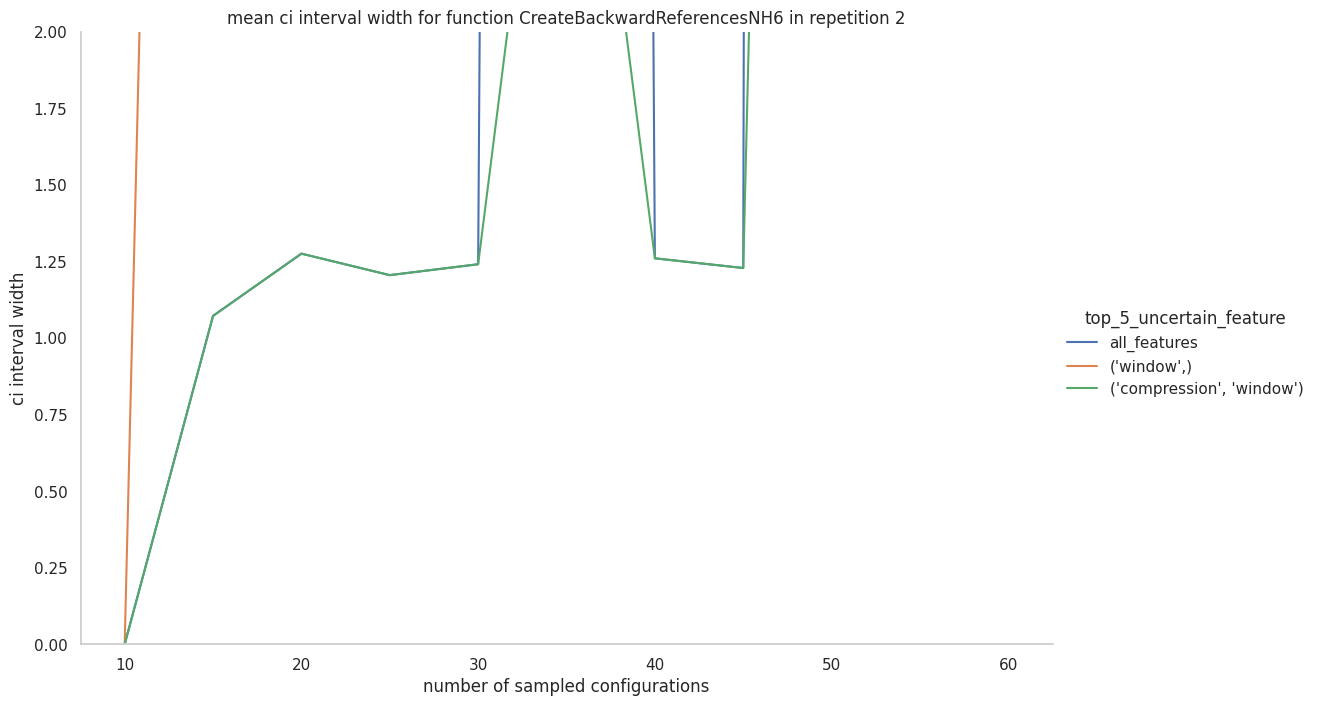 mean ci interval width for function CreateBackwardReferencesNH6 in repetition 2
2.00
1.75
1.50
1.25
1.00
0.75
0.50
0.25
0.00
ci interval width
10 20 30 40 50 60
number of sampled configurations
top_5_uncertain_feature
all_features
('window',)
('compression', 'window')